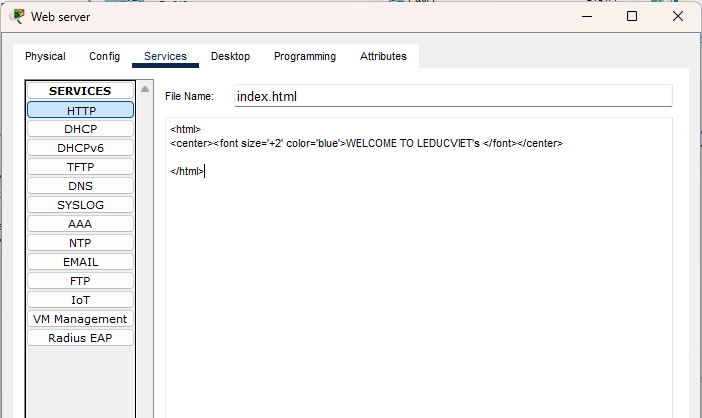 Web server
Physical Config Services Desktop Programming Attributes
SERVICES
HTTP
DHCP
DHCPv6
TFTP
DNS
SYSLOG
AAA
NTP
EMAIL
FTP
IoT
VM Management
Radius EAP
File Name: index.html
<html>
<center><font size='+2' color='blue'>WELCOME TO LEDUCVIET's </font></center>
</html>